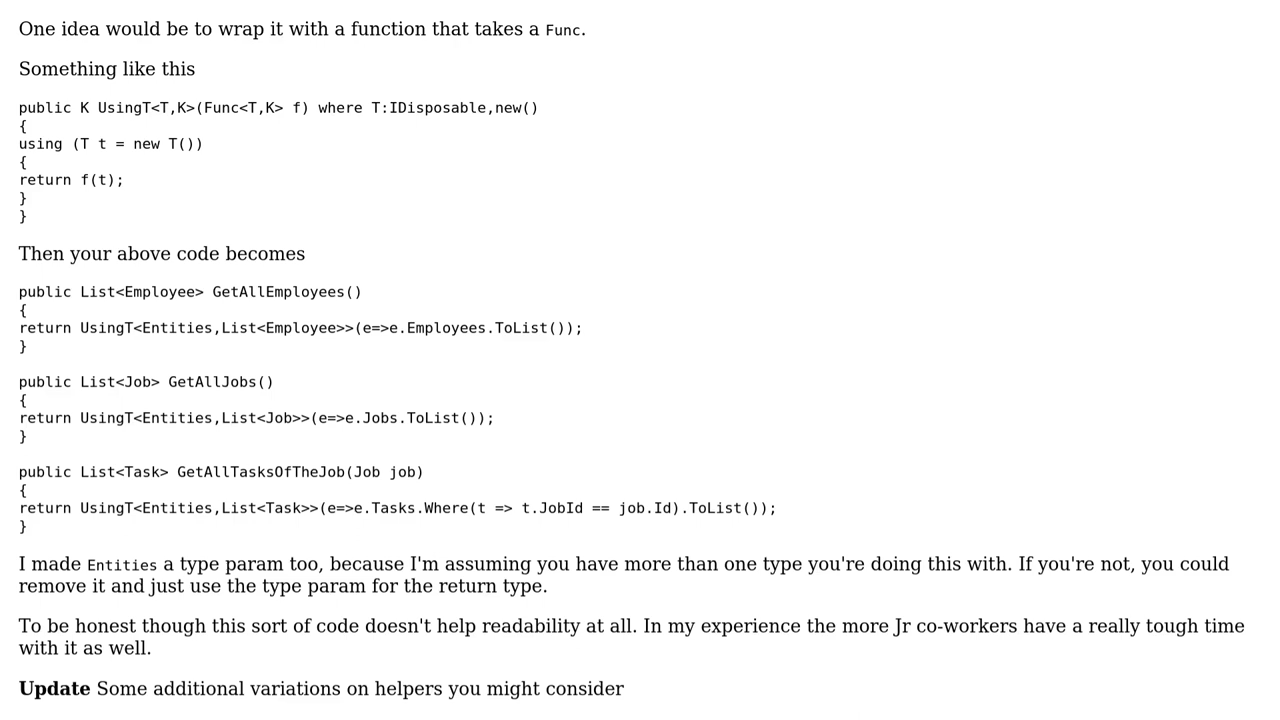 One idea would be to wrap it with a function that takes a Func.
Something like this
public K UsingT<T,K>(Func<T,K> f) where T:IDisposable,new()
{
using (T t = new T())
{
return f(t);
}
}
Then your above code becomes
public List<Employee> GetAllEmployees()
{
return UsingT<Entities,List<Employee>>(e=>e.Employees.ToList());
}
public List<Job> GetAllJobs()
{
return UsingT<Entities,List<Job>>(e=>e.Jobs.ToList());
}
public List<Task> GetAllTasksOfTheJob(Job job)
{
return UsingT<Entities,List<Task>>(e=>e.Tasks.Where(t => t.JobId == job.Id).ToList());
}
I made Entities a type param too, because I'm assuming you have more than one type you're doing this with. If you're not, you could
remove it and just use the type param for the return type.
To be honest though this sort of code doesn't help readability at all. In my experience the more Jr co-workers have a really tough time
with it as well.
Update Some additional variations on helpers you might consider